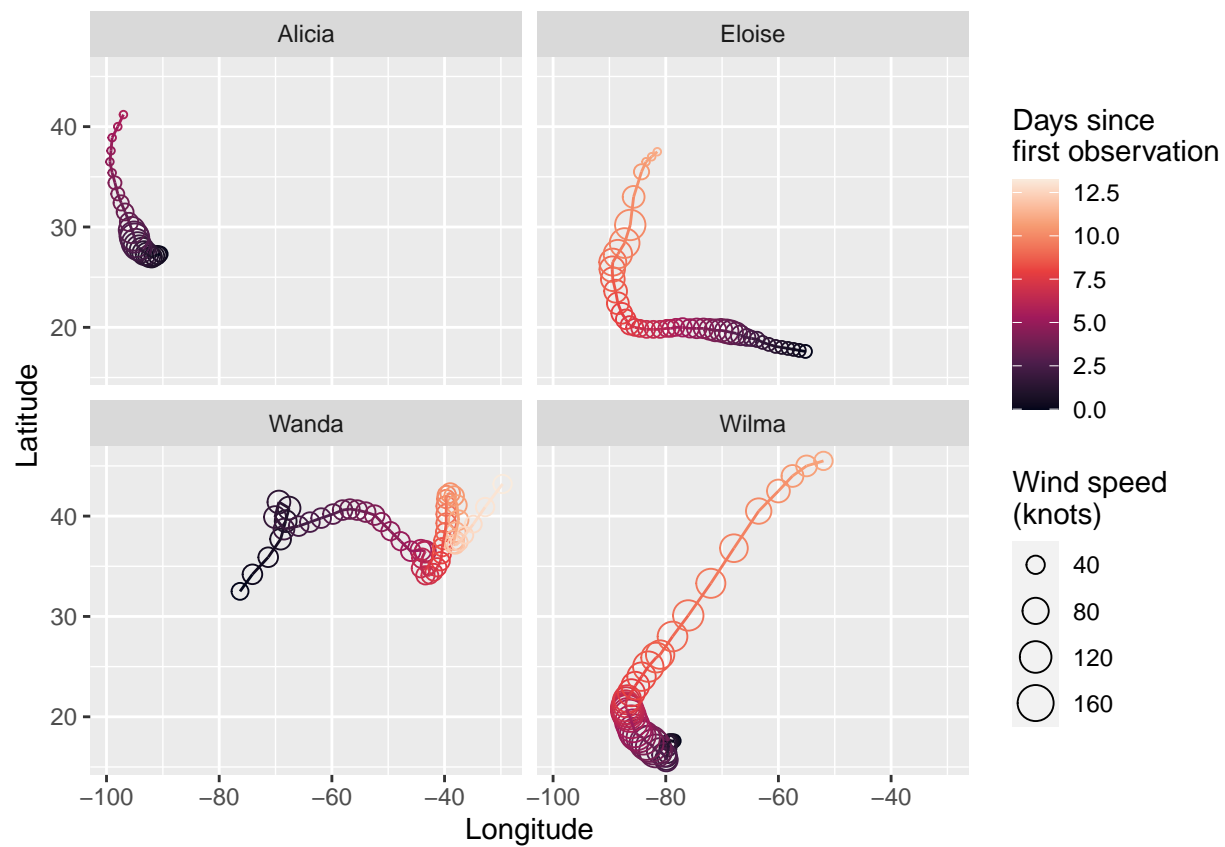 Alicia
Eloise
40
30
20
Wanda
Wilma
40
30
20
−100
−80
−60
−40
−100
−80
−60
−40
Longitude
Latitude
Days since
first observation
12.5
10.0
7.5
5.0
2.5
0.0
Wind speed
(knots)
40
80
120
160